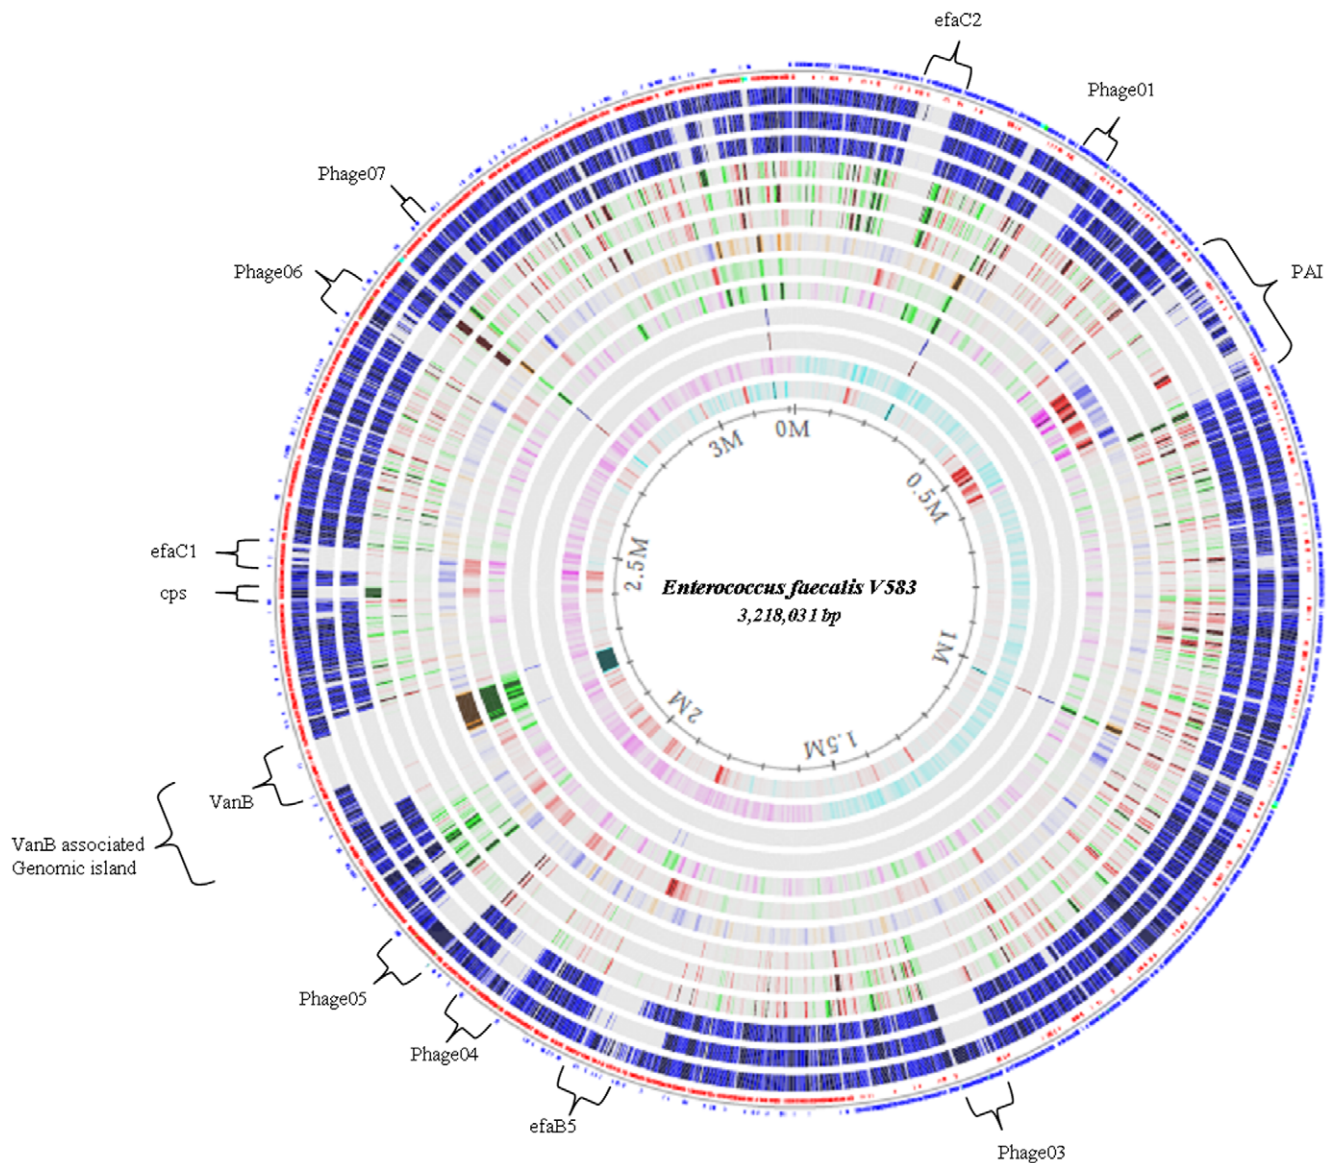 efaC2
Phage01
PAI
Phage07
Phage06
efaC1
cps
VanB
VanB associated
Genomic island
Phage05
Phage04
efaB5
Phage03
0M
0.5M
1M
1.5M
2M
2.5M
3M
Enterococcus faecalis V583
3,218,031 bp